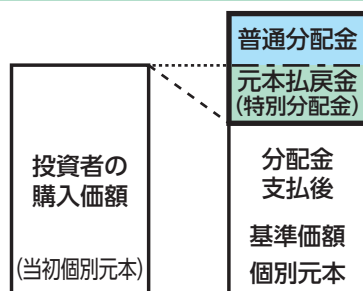 普通分配金
元本払戻金
(特別分配金)
投資者の
購入価額
(当初個別元本)
分配金
支払後
基準価額
個別元本